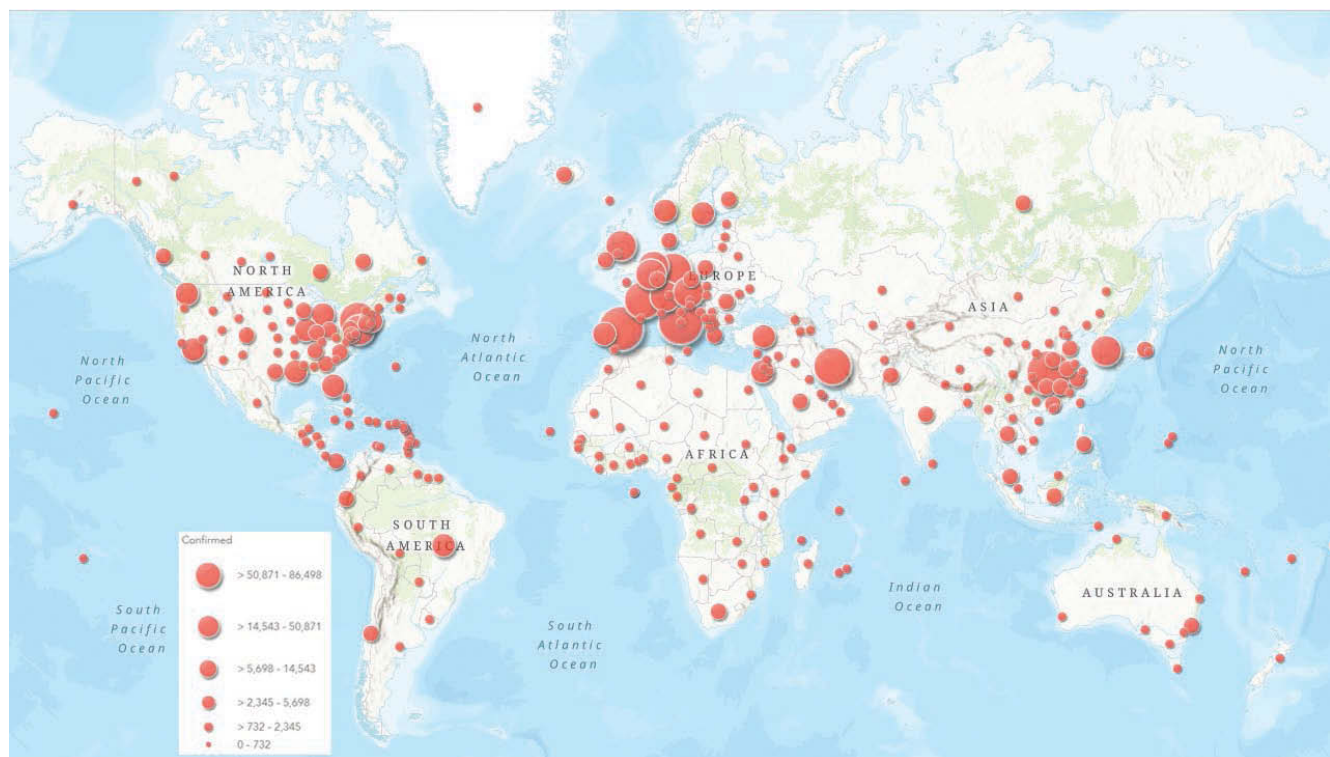 NORTH
AMERICA
EUROPE
ASIA
North
Atlantic
Ocean
North
Pacific
Ocean
North
Pacific
Ocean
AFRICA
SOUTH
AMERICA
Confirmed
> 50,871 - 86,498
> 14,543 - 50,871
> 5,698 - 14,543
> 2,345 - 5,698
> 732 - 2,345
0 - 732
South
Pacific
Ocean
South
Atlantic
Ocean
Indian
Ocean
AUSTRALIA